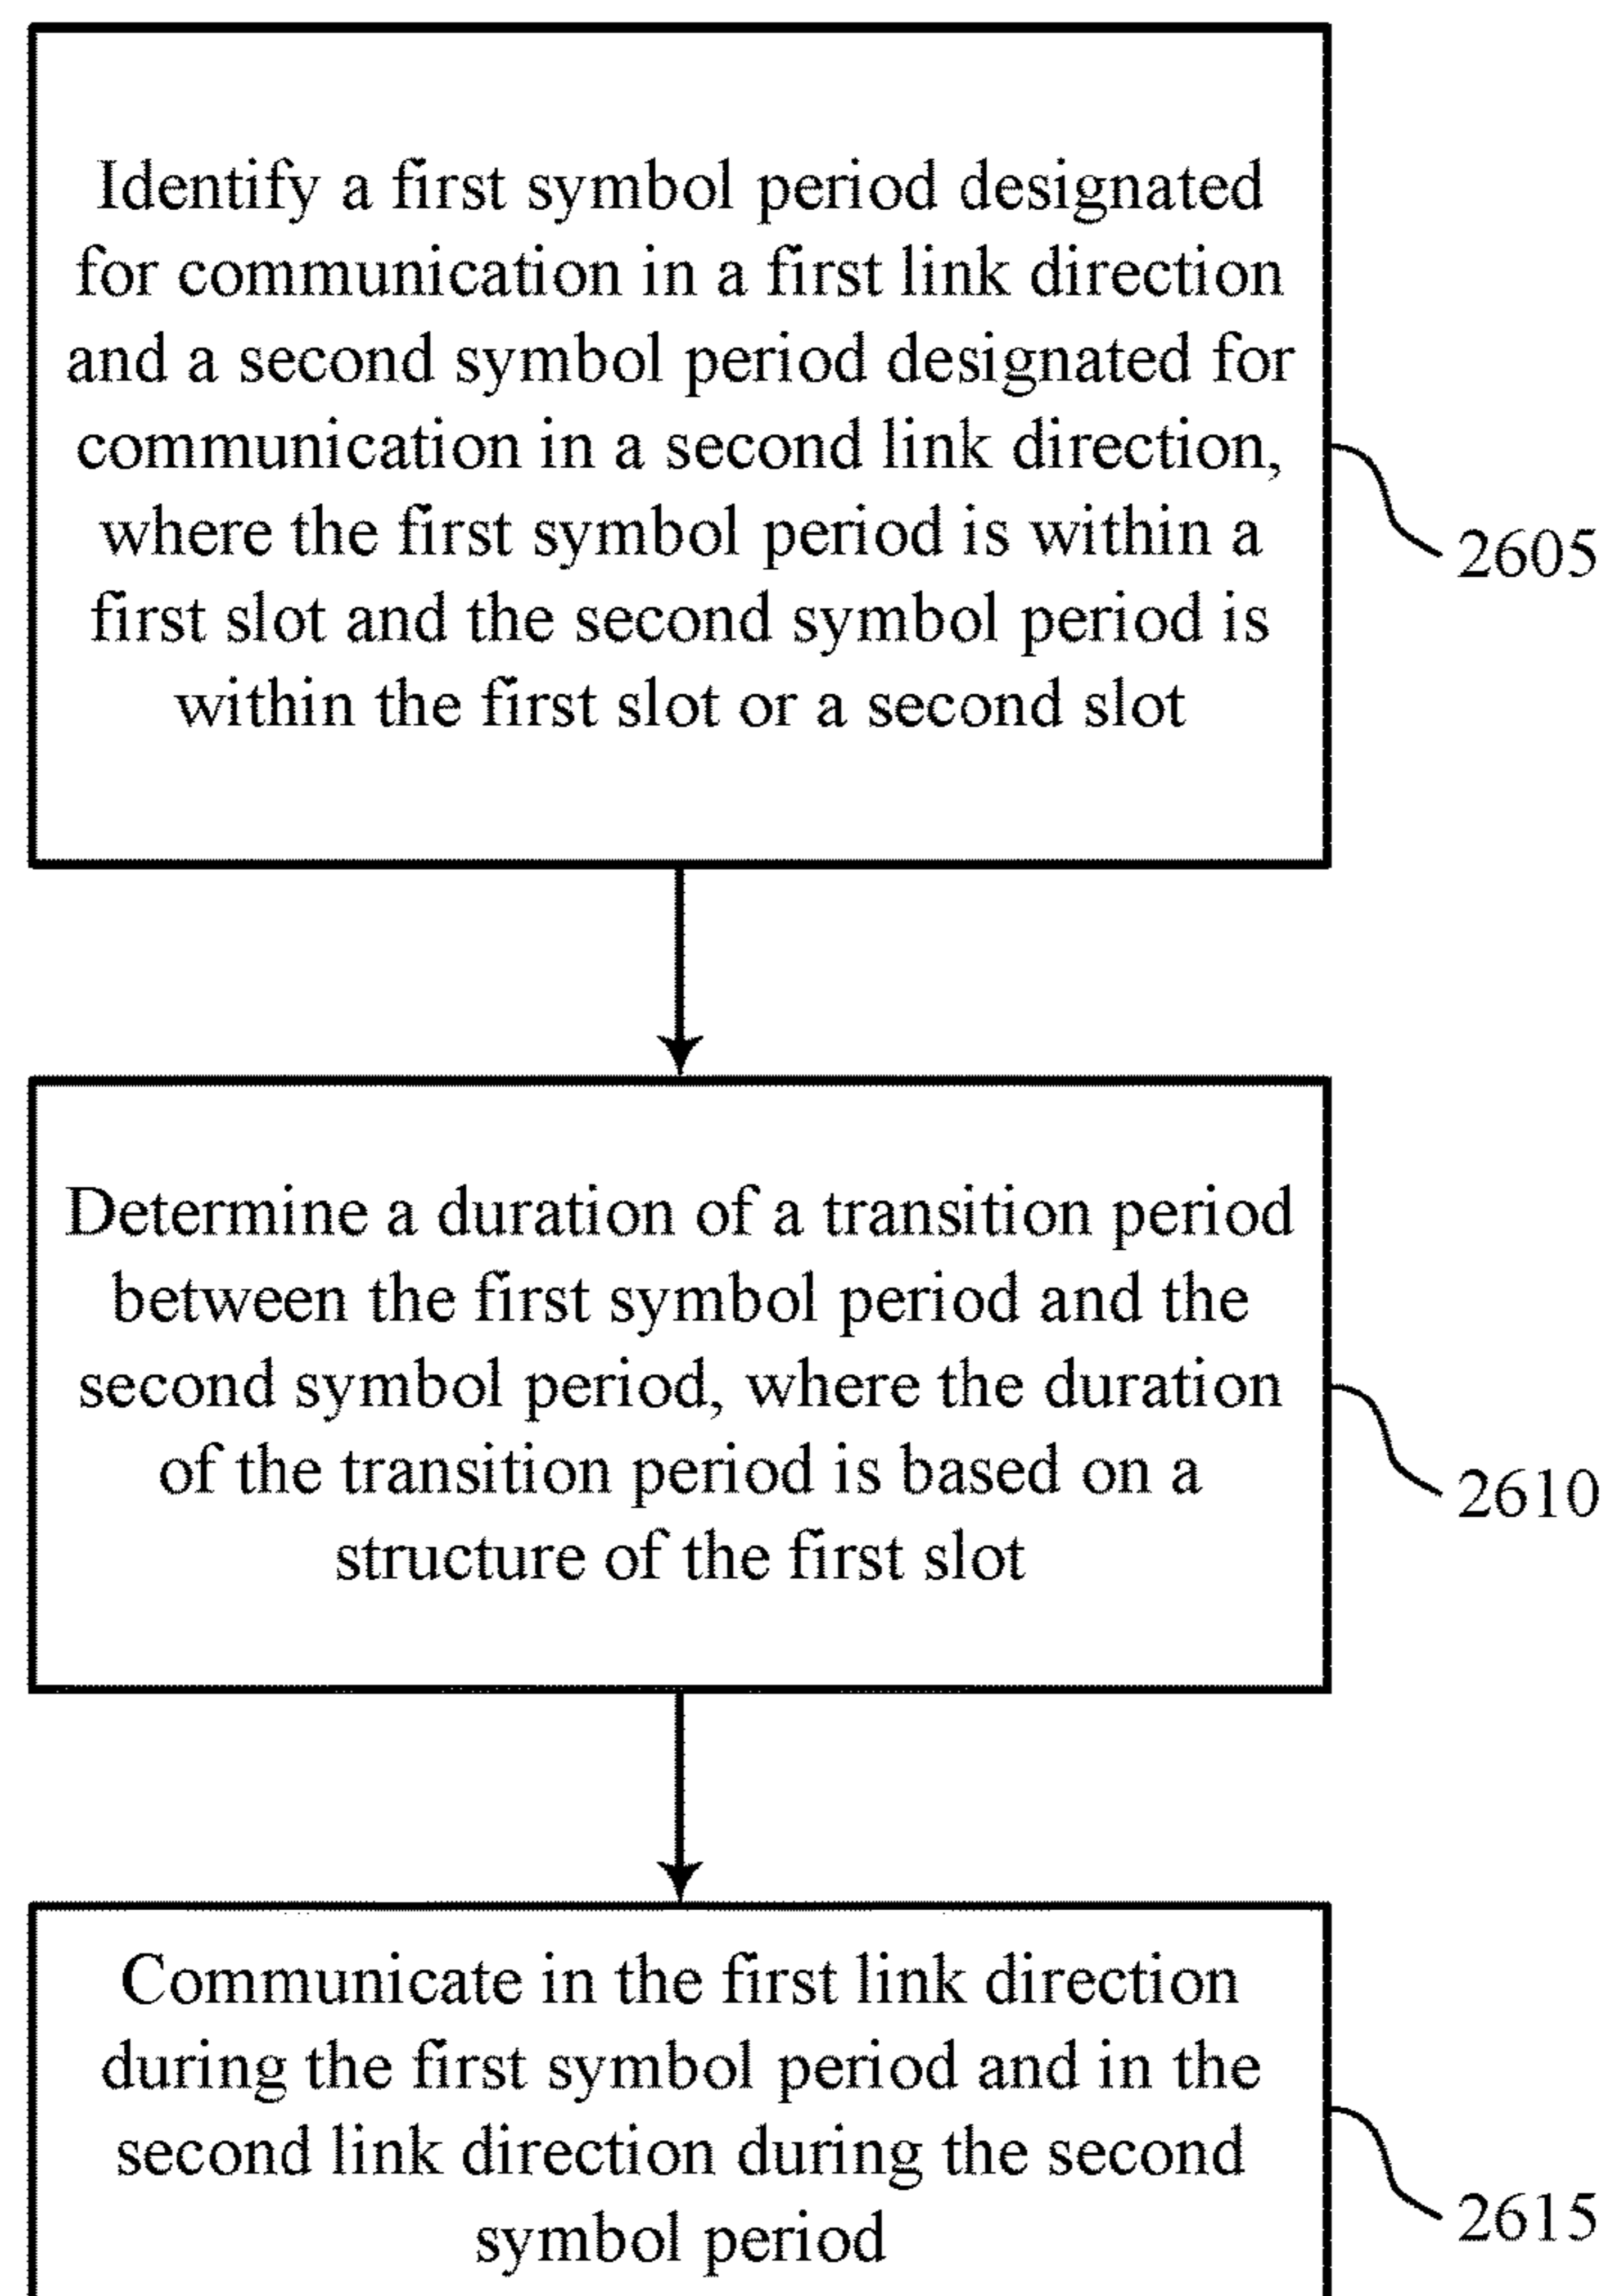 Identify a first symbol period designated
for communication in a first link direction
and a second symbol period designated for
communication in a second link direction,
where the first symbol period is within a
first slot and the second symbol period is
within the first slot or a second slot
2605
Determine a duration of a transition period
between the first symbol period and the
second symbol period, where the duration
of the transition period is based on a
structure of the first slot
2610
Communicate in the first link direction
during the first symbol period and in the
second link direction during the second
symbol period
2615